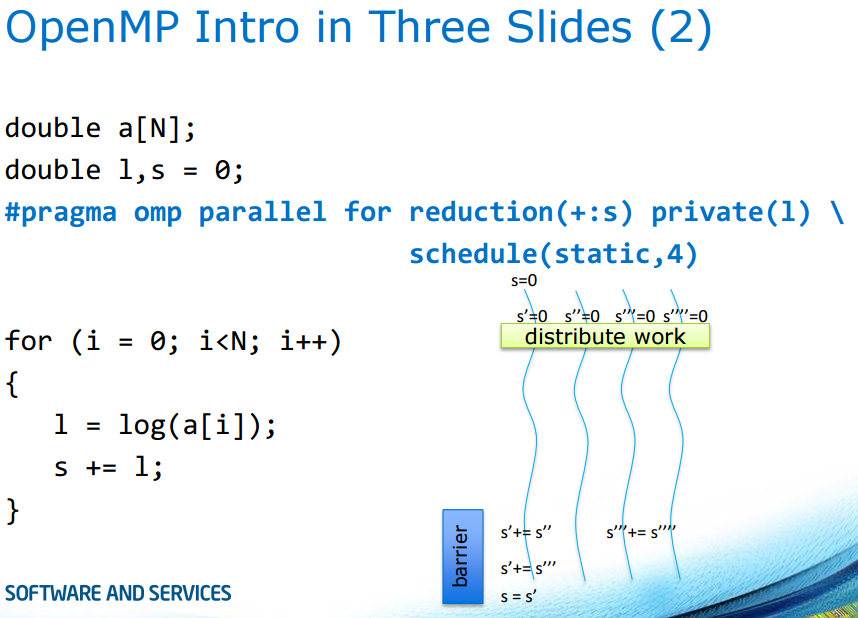 OpenMP Intro in Three Slides (2)
double a[N];
double l,s = 0;
#pragma omp parallel for reduction(+:s) private(l) \
schedule(static,4)
s=0
s’=0 s’’=0 s’’’=0 s’’’’=0
distribute work
for (i = 0; i<N; i++)
{
l = log(a[i]);
s += l;
}
barrier
s’+= s’’ s’’’+= s’’’’
s’+= s’’’
s = s’
SOFTWARE AND SERVICES